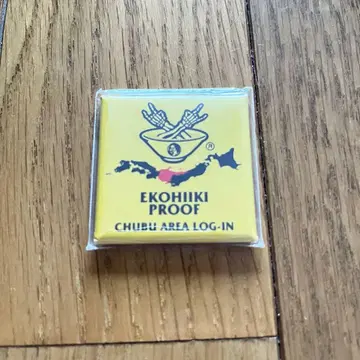 ®
EKOHIIKI
PROOF
CHUBU AREA LOG-IN